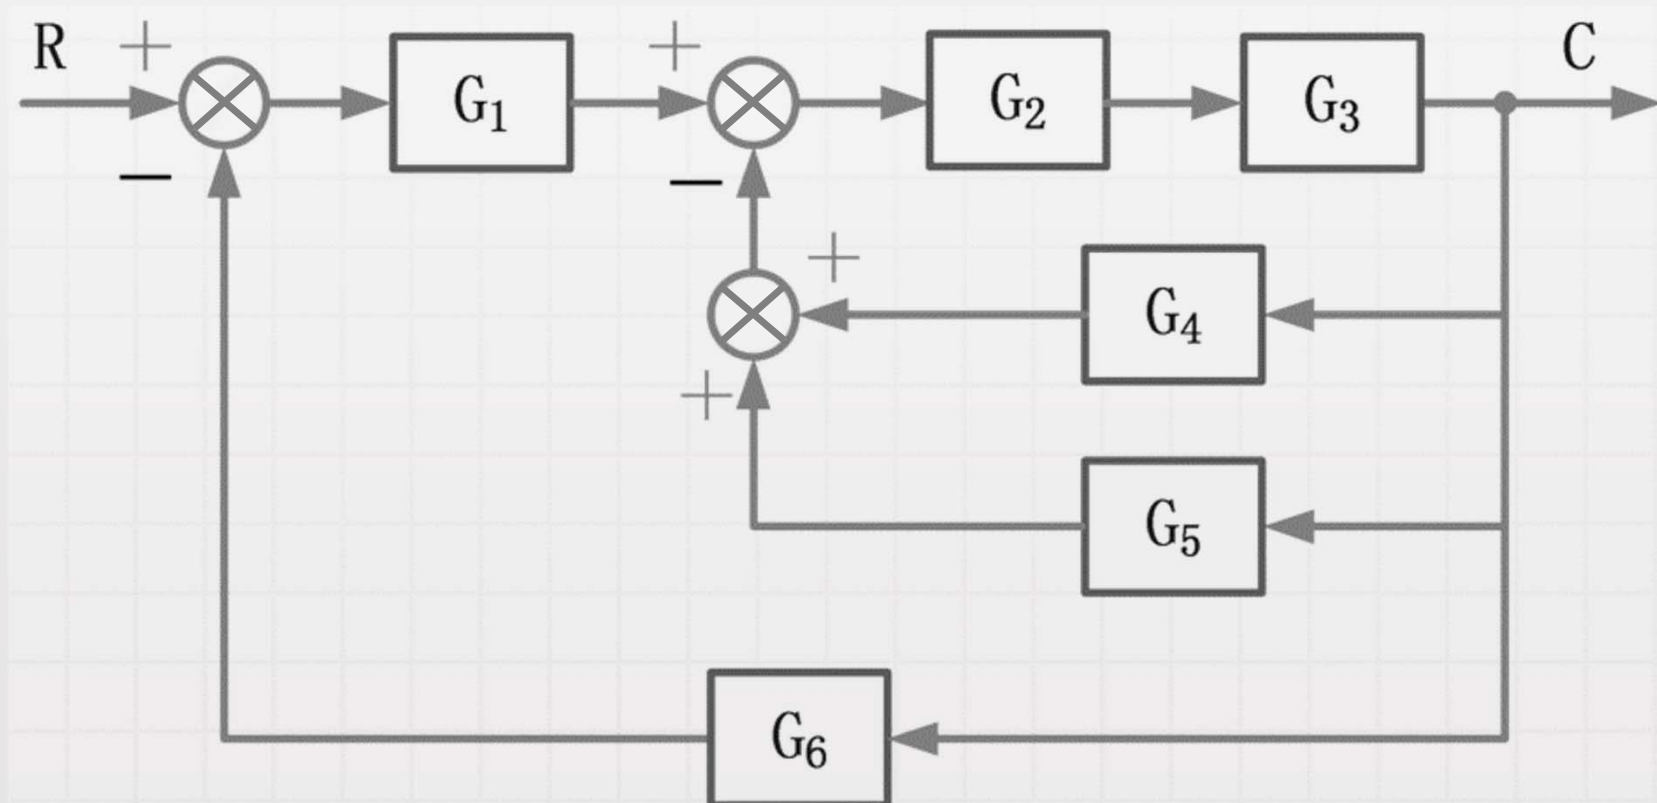 R + + C
G₁ G₂ G₃
− −
+
G₄
+
G₅
G₆